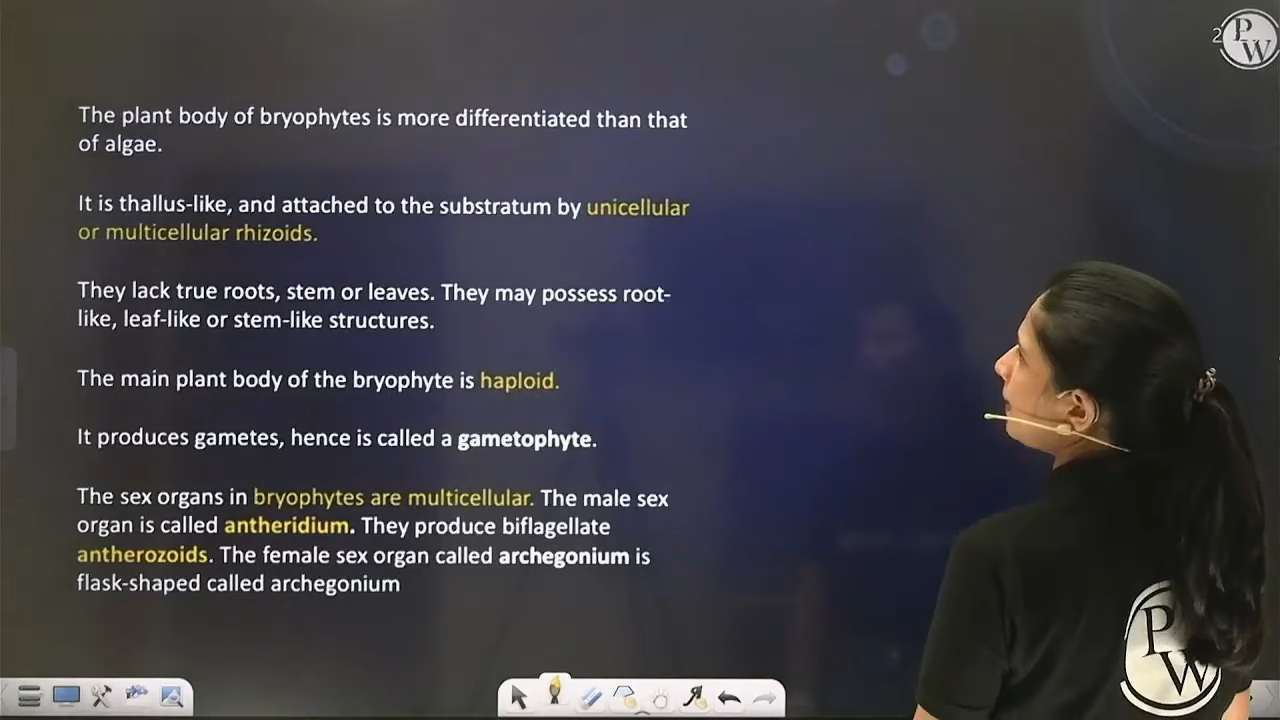 2
PW
The plant body of bryophytes is more differentiated than that
of algae.
It is thallus-like, and attached to the substratum by unicellular
or multicellular rhizoids.
They lack true roots, stem or leaves. They may possess root-
like, leaf-like or stem-like structures.
The main plant body of the bryophyte is haploid.
It produces gametes, hence is called a gametophyte.
The sex organs in bryophytes are multicellular. The male sex
organ is called antheridium. They produce biflagellate
antherozoids. The female sex organ called archegonium is
flask-shaped called archegonium
PW